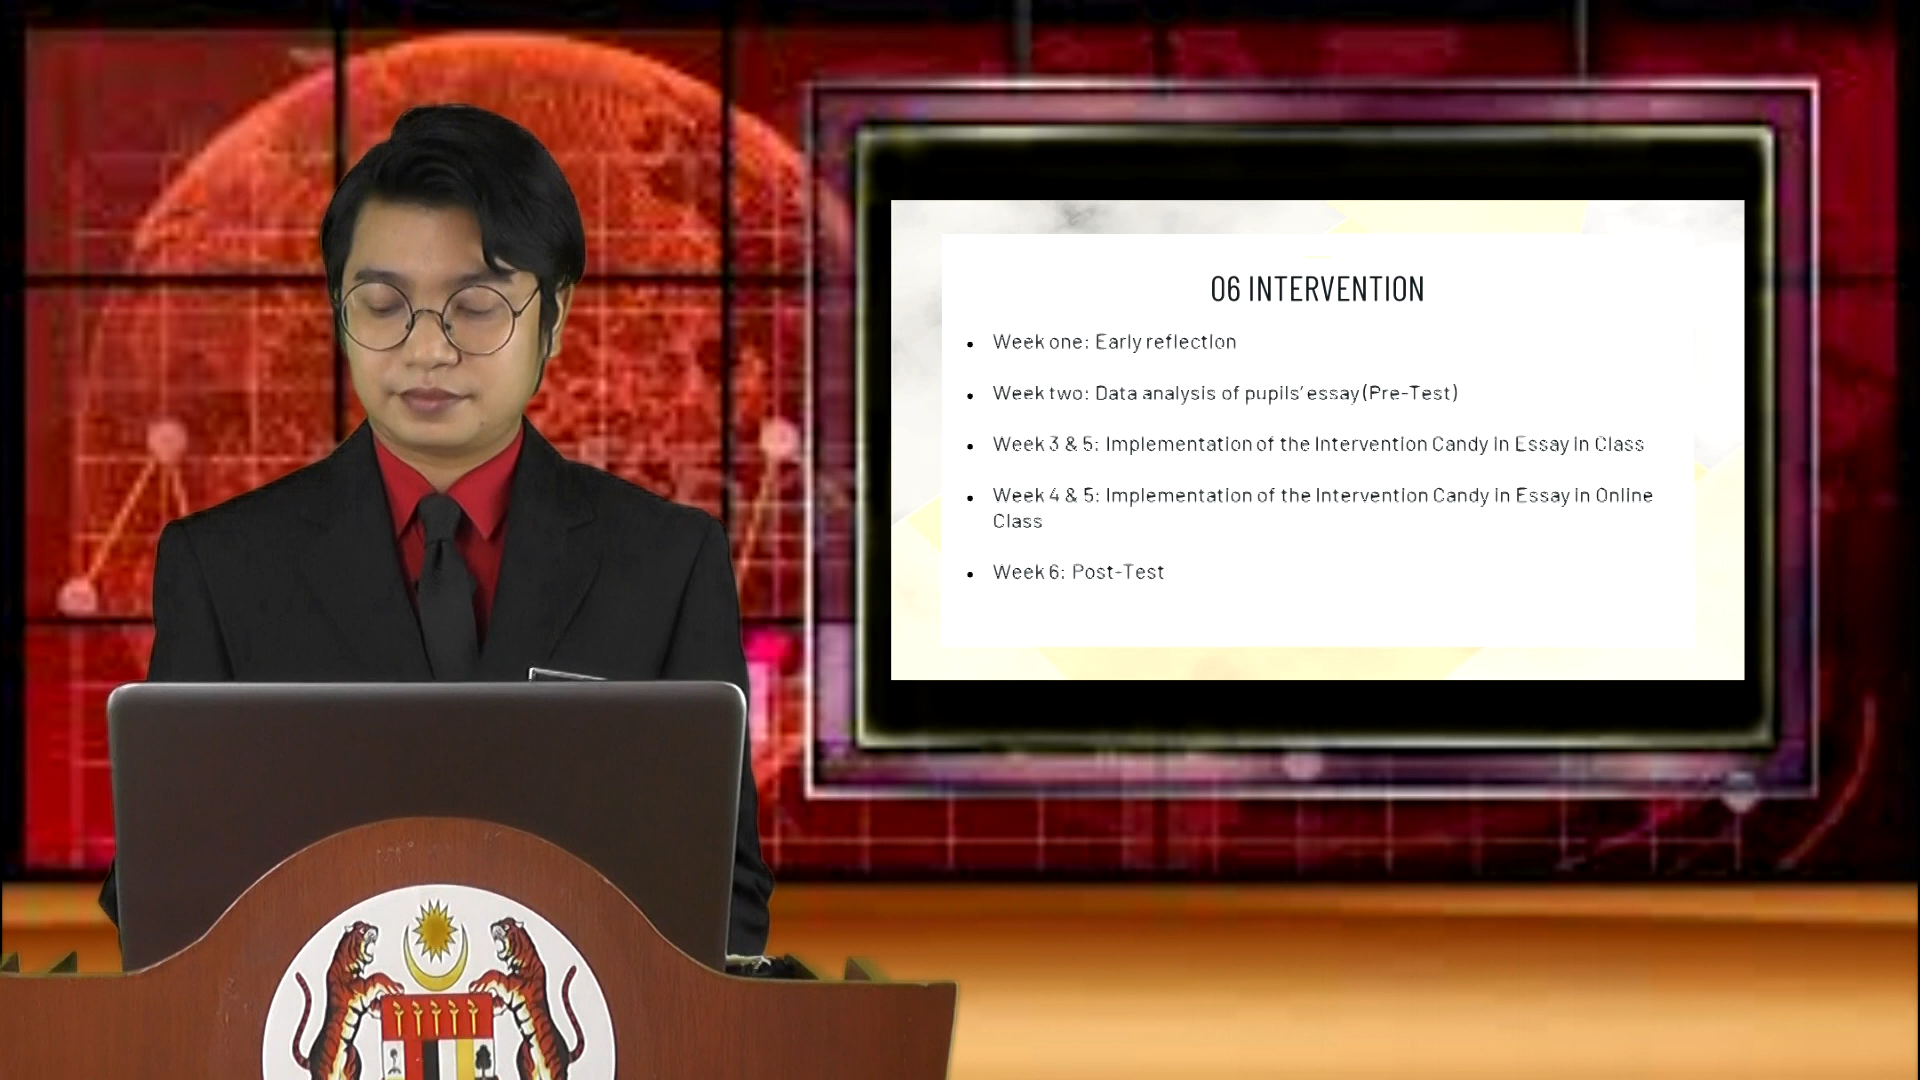 06 INTERVENTION
Week one: Early reflection
Week two: Data analysis of pupils' essay (Pre-Test)
Week 3 & 5: Implementation of the Intervention Candy in Essay in Class
Week 4 & 5: Implementation of the Intervention Candy in Essay in Online
Class
Week 6: Post-Test